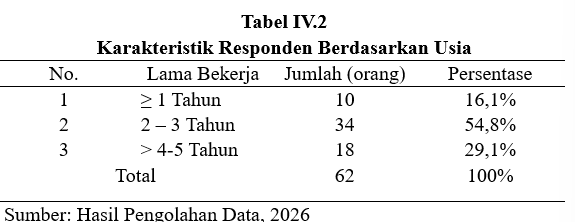 Tabel IV.2
Karakteristik Responden Berdasarkan Usia
No. Lama Bekerja Jumlah (orang) Persentase
1 ≥ 1 Tahun 10 16,1%
2 2 – 3 Tahun 34 54,8%
3 > 4-5 Tahun 18 29,1%
Total 62 100%
Sumber: Hasil Pengolahan Data, 2026